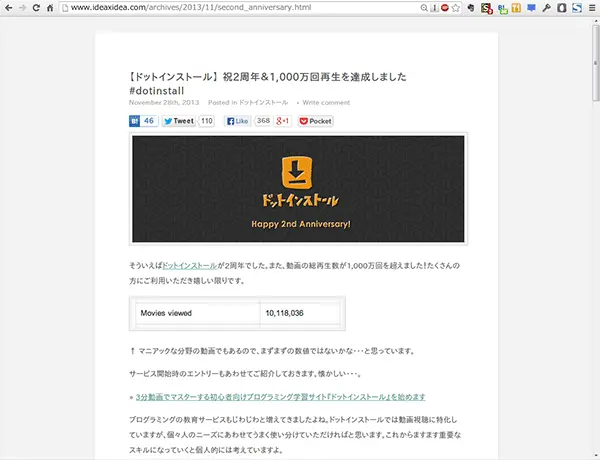 www.ideaxidea.com/archives/2013/11/second_anniversary.html
【ドットインストール】 祝2周年&1,000万回再生を達成しました
#dotinstall
November 28th, 2013 Posted in ドットインストール • Write comment
B! 46 Tweet 110 Like 368 +1 Pocket
ドットインストール
Happy 2nd Anniversary!
そういえばドットインストールが2周年でした。また、動画の総再生数が1,000万回を超えました！たくさんの
方にご利用いただき嬉しい限りです。
Movies viewed 10,118,036
↑ マニアックな分野の動画でもあるので、まずまずの数値ではないかな・・・と思っています。
サービス開始時のエントリーもあわせてご紹介しておきます。懐かしい・・・。
» 3分動画でマスターする初心者向けプログラミング学習サイト『ドットインストール』を始めます
プログラミングの教育サービスもじわじわと増えてきましたよね。ドットインストールでは動画視聴に特化し
ていますが、個々人のニーズにあわせてうまく使い分けていただければと思います。これからますます重要な
スキルになっていくと個人的には考えていますよ。